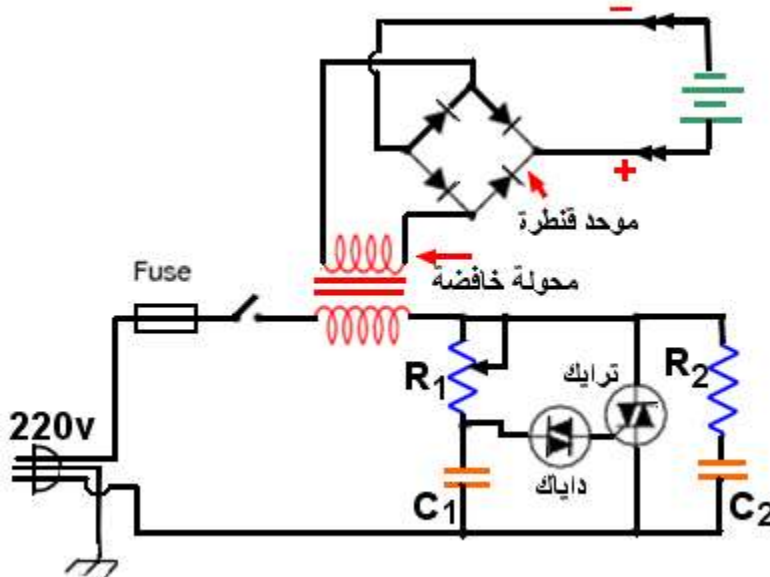 −
+
موحد قنطرة
محولة خافضة
Fuse
R1
ترايك
R2
220v
داياك
C1
C2